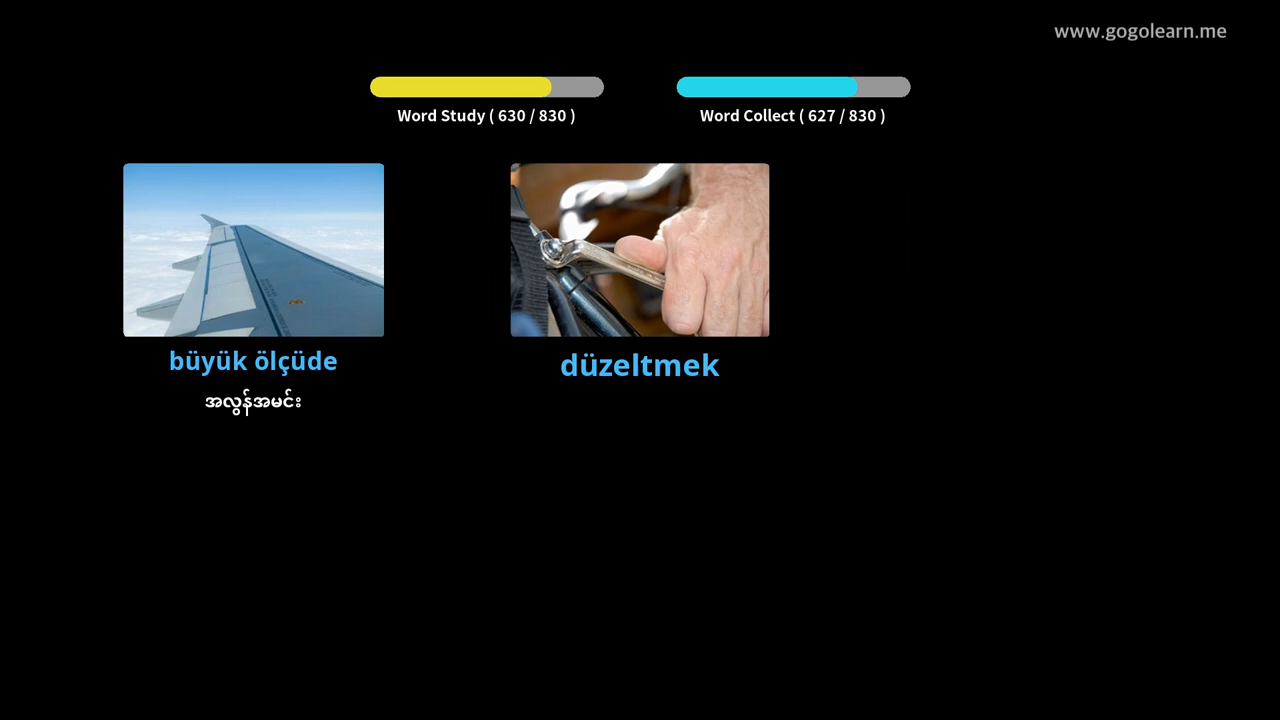 www.gogolearn.me
Word Study ( 630 / 830 )
Word Collect ( 627 / 830 )
büyük ölçüde
အလွန်အမင်း
düzeltmek